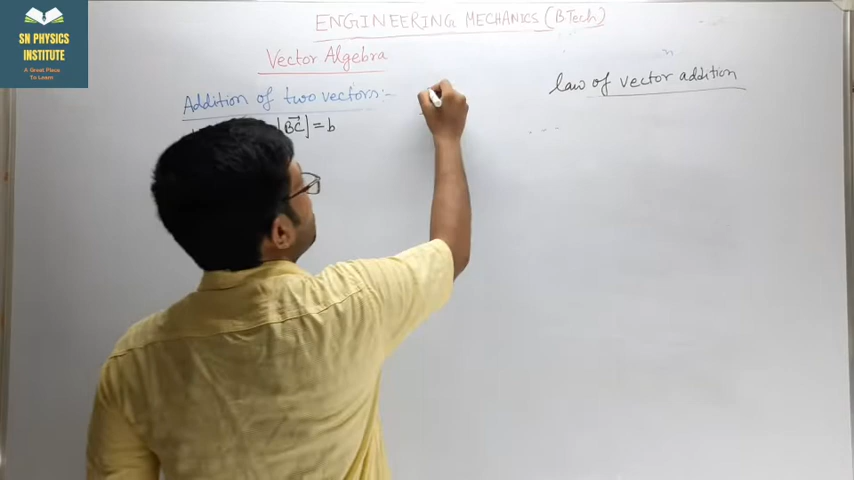 SN PHYSICS
INSTITUTE
A Great Place
To Learn
ENGINEERING MECHANICS (BTech)
Vector Algebra
Addition of two vectors:-
|BC| = b
law of vector addition